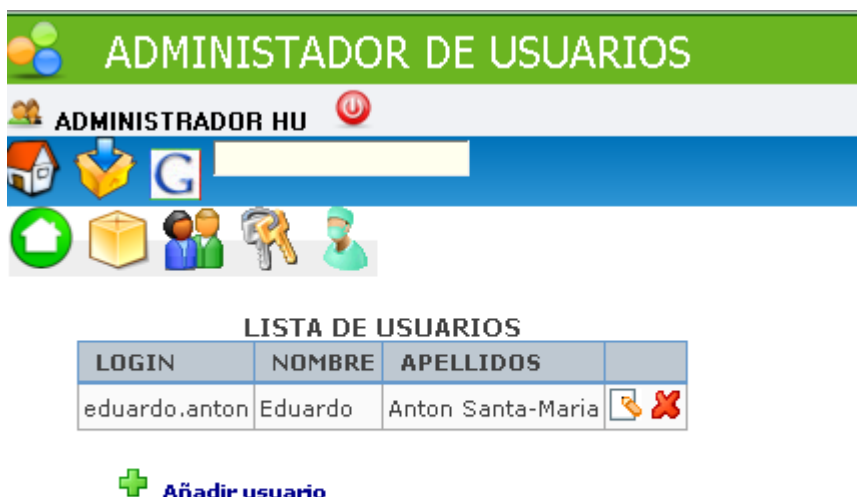 ADMINISTADOR DE USUARIOS
ADMINISTRADOR HU
G
LISTA DE USUARIOS
LOGIN NOMBRE APELLIDOS
eduardo.anton Eduardo Anton Santa-Maria
Añadir usuario